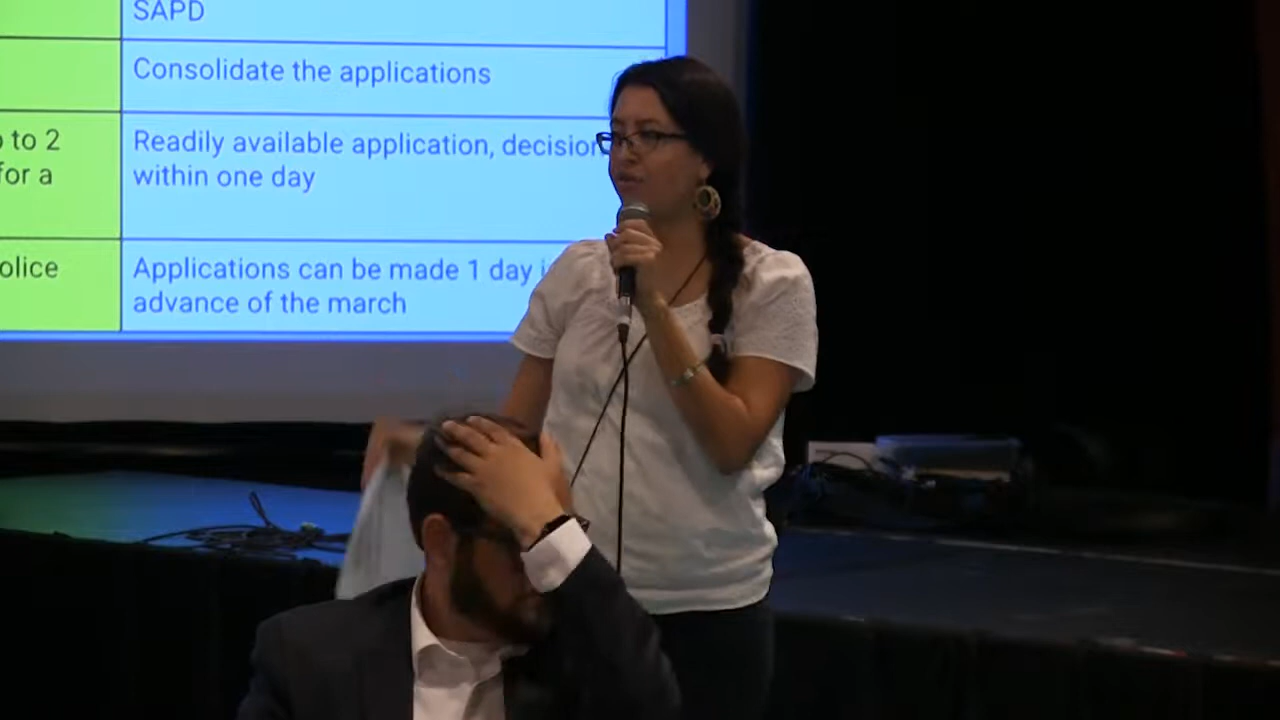 SAPD
Consolidate the applications
to 2
for a
Readily available application, decision
within one day
olice
Applications can be made 1 day
advance of the march